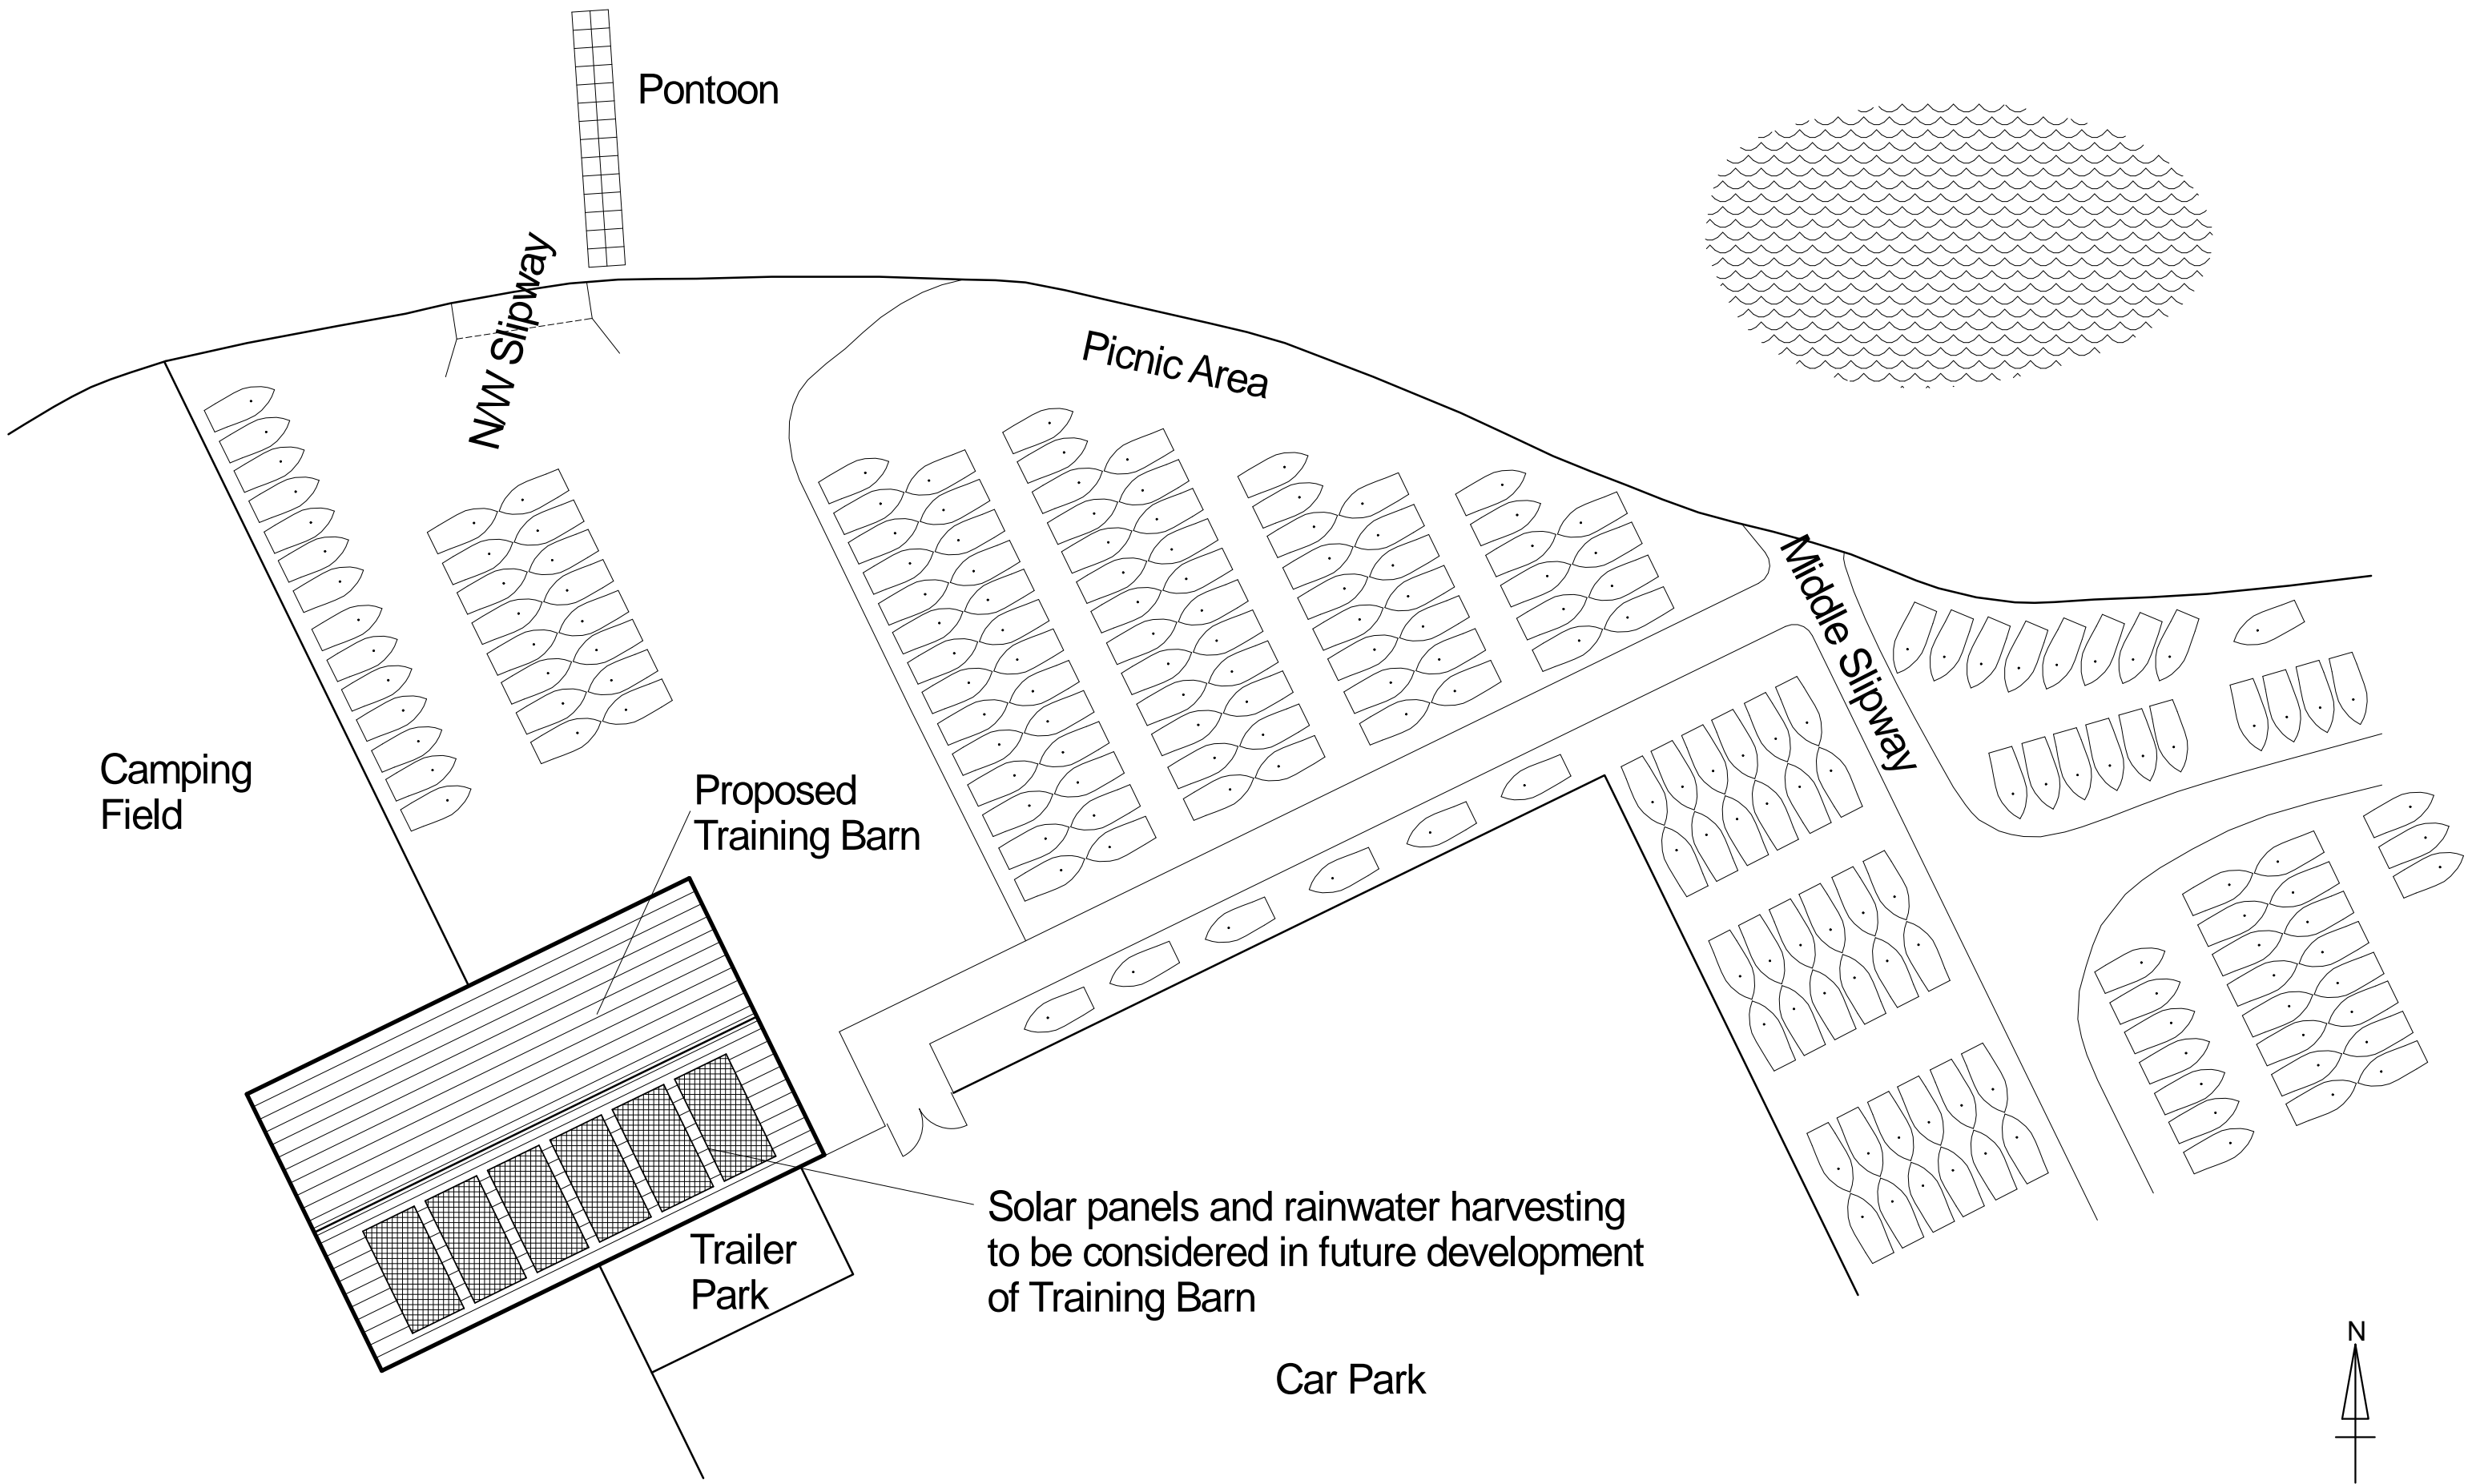 Pontoon
NW Slipway
Picnic Area
Middle Slipway
Camping
Field
Proposed
Training Barn
Solar panels and rainwater harvesting
to be considered in future development
of Training Barn
Trailer
Park
Car Park
N